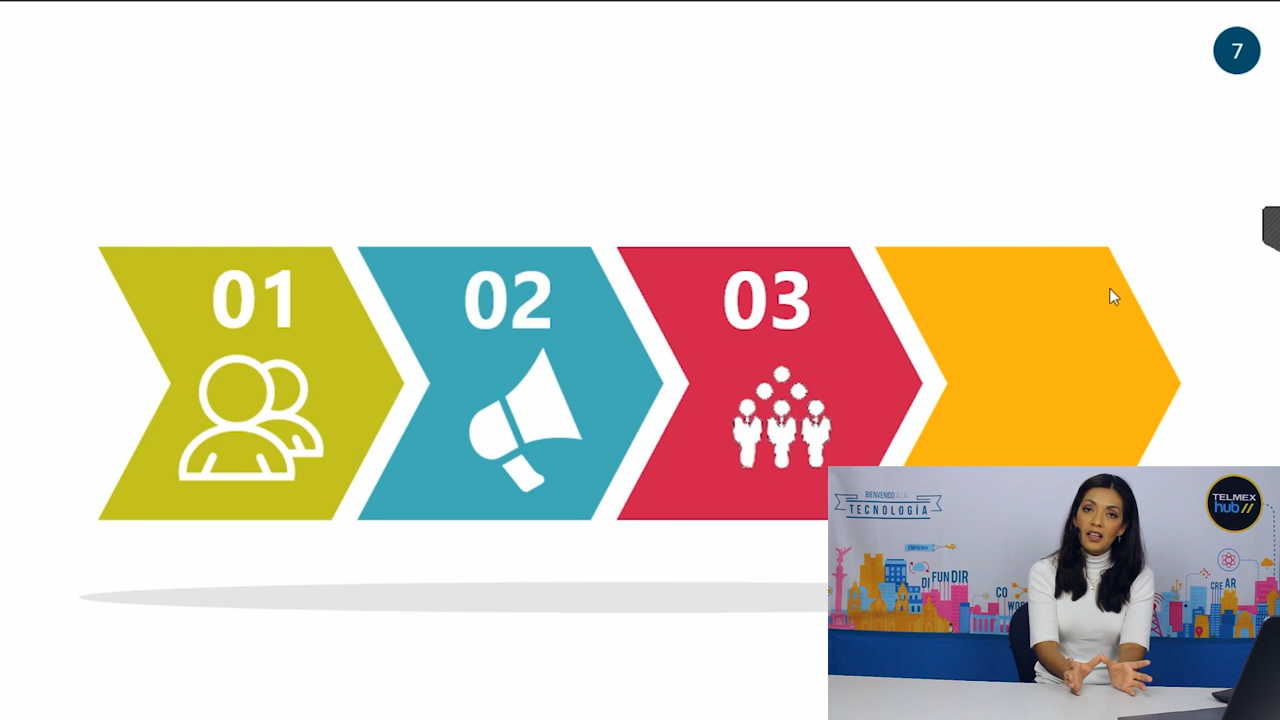 7
01
02
03
BIENVENIDO A LA
TECNOLOGÍA
TELMEX
hub//
DI
FUNDIR
CO
CRE AR